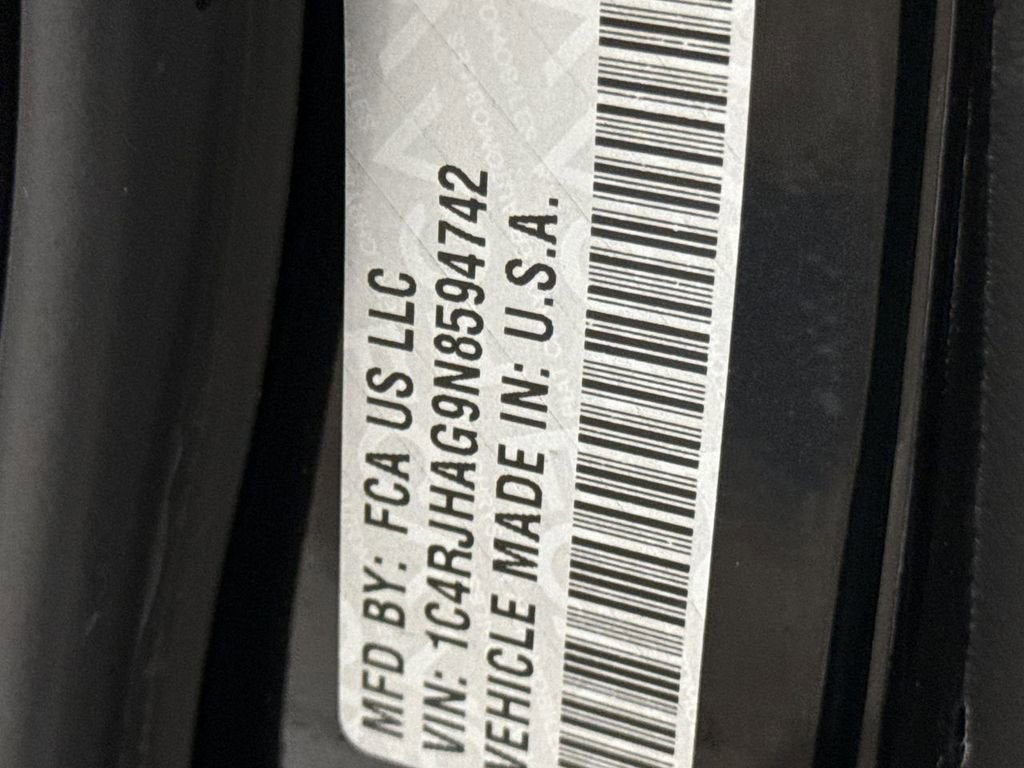 MFD BY: FCA US LLC
VIN: 1C4RJHAG9N8594742
VEHICLE MADE IN: U.S.A.